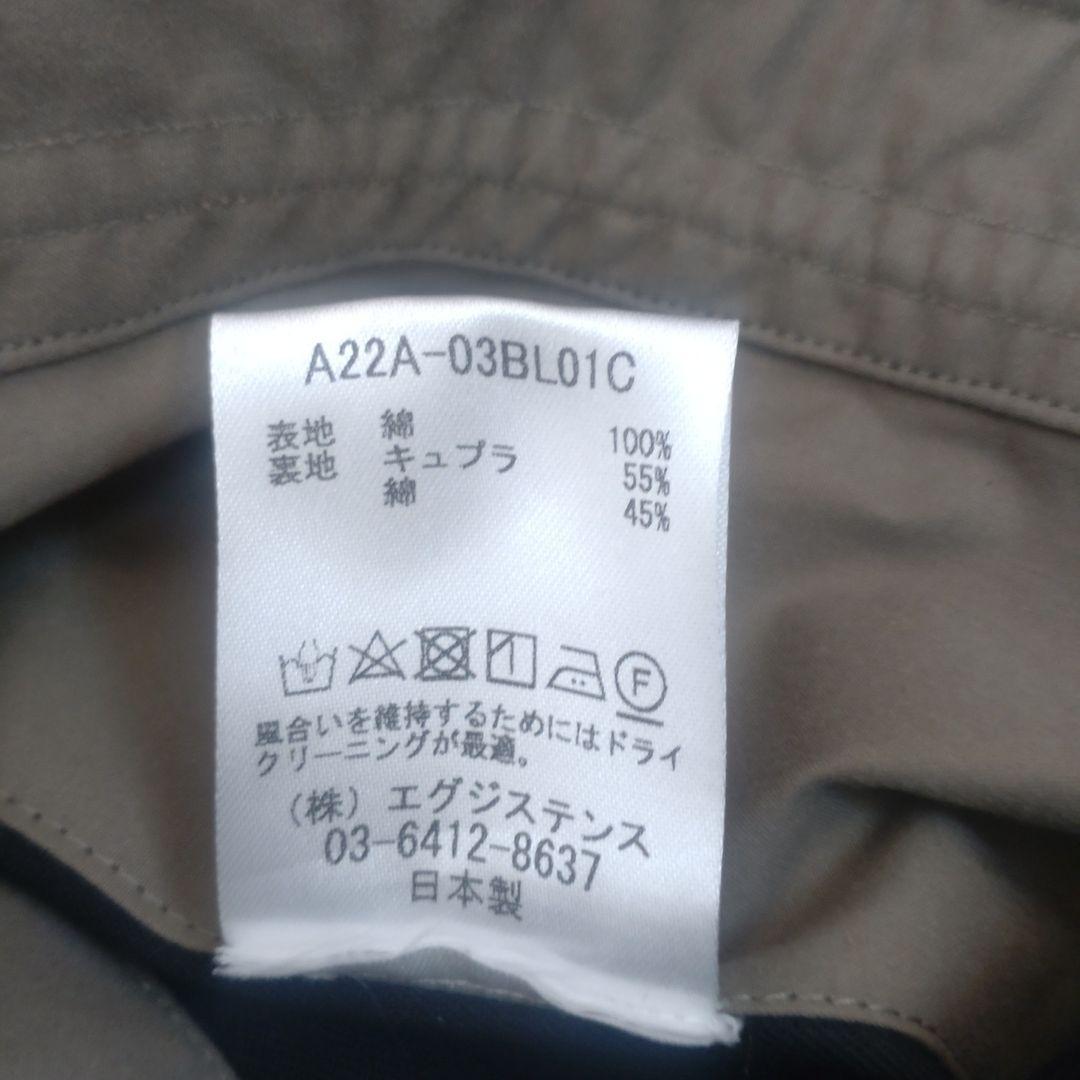 A22A-03BL01C
表地 綿 100%
裏地 キュプラ 55%
綿 45%
F
風合いを維持するためにはドライ
クリーニングが最適。
(株) エグジステンス
03-6412-8637
日本製